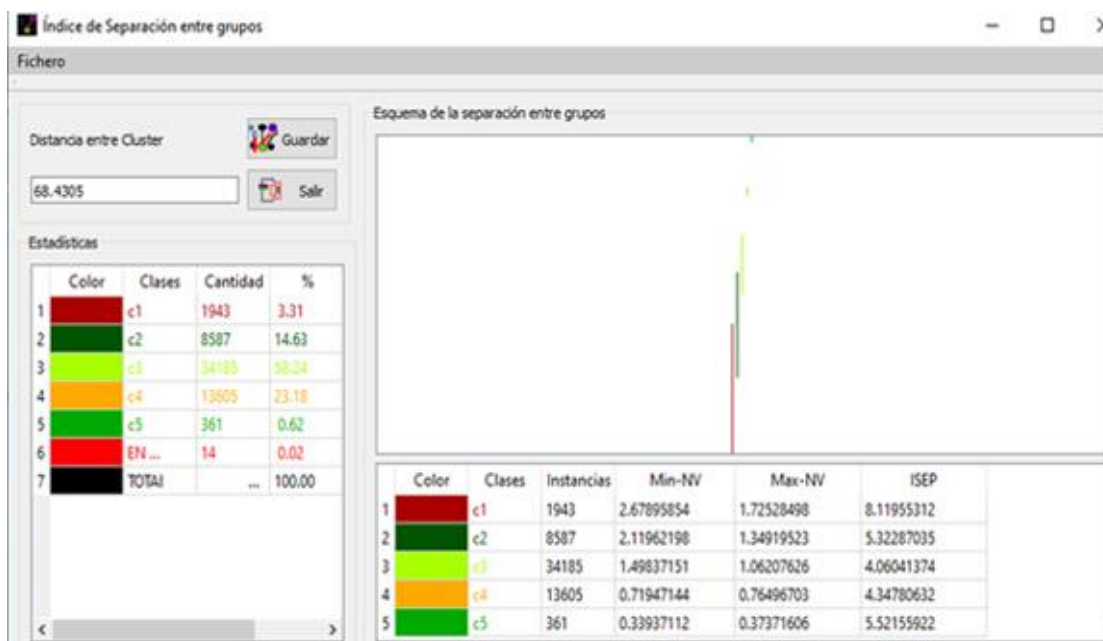 Índice de Separación entre grupos
Fichero
Distancia entre Cluster
Guardar
68.4305
Salir
Estadísticas
Color Clases Cantidad %
1 c1 1943 3.31
2 c2 8587 14.63
3 c3 34185 58.24
4 c4 13605 23.18
5 c5 361 0.62
6 EN ... 14 0.02
7 TOTAl ... 100.00
Esquema de la separación entre grupos
Color Clases Instancias Min-NV Max-NV ISEP
1 c1 1943 2.67895854 1.72528498 8.11955312
2 c2 8587 2.11962198 1.34919523 5.32287035
3 c3 34185 1.49837151 1.06207626 4.06041374
4 c4 13605 0.71947144 0.76496703 4.34780632
5 c5 361 0.33937112 0.37371606 5.52155922